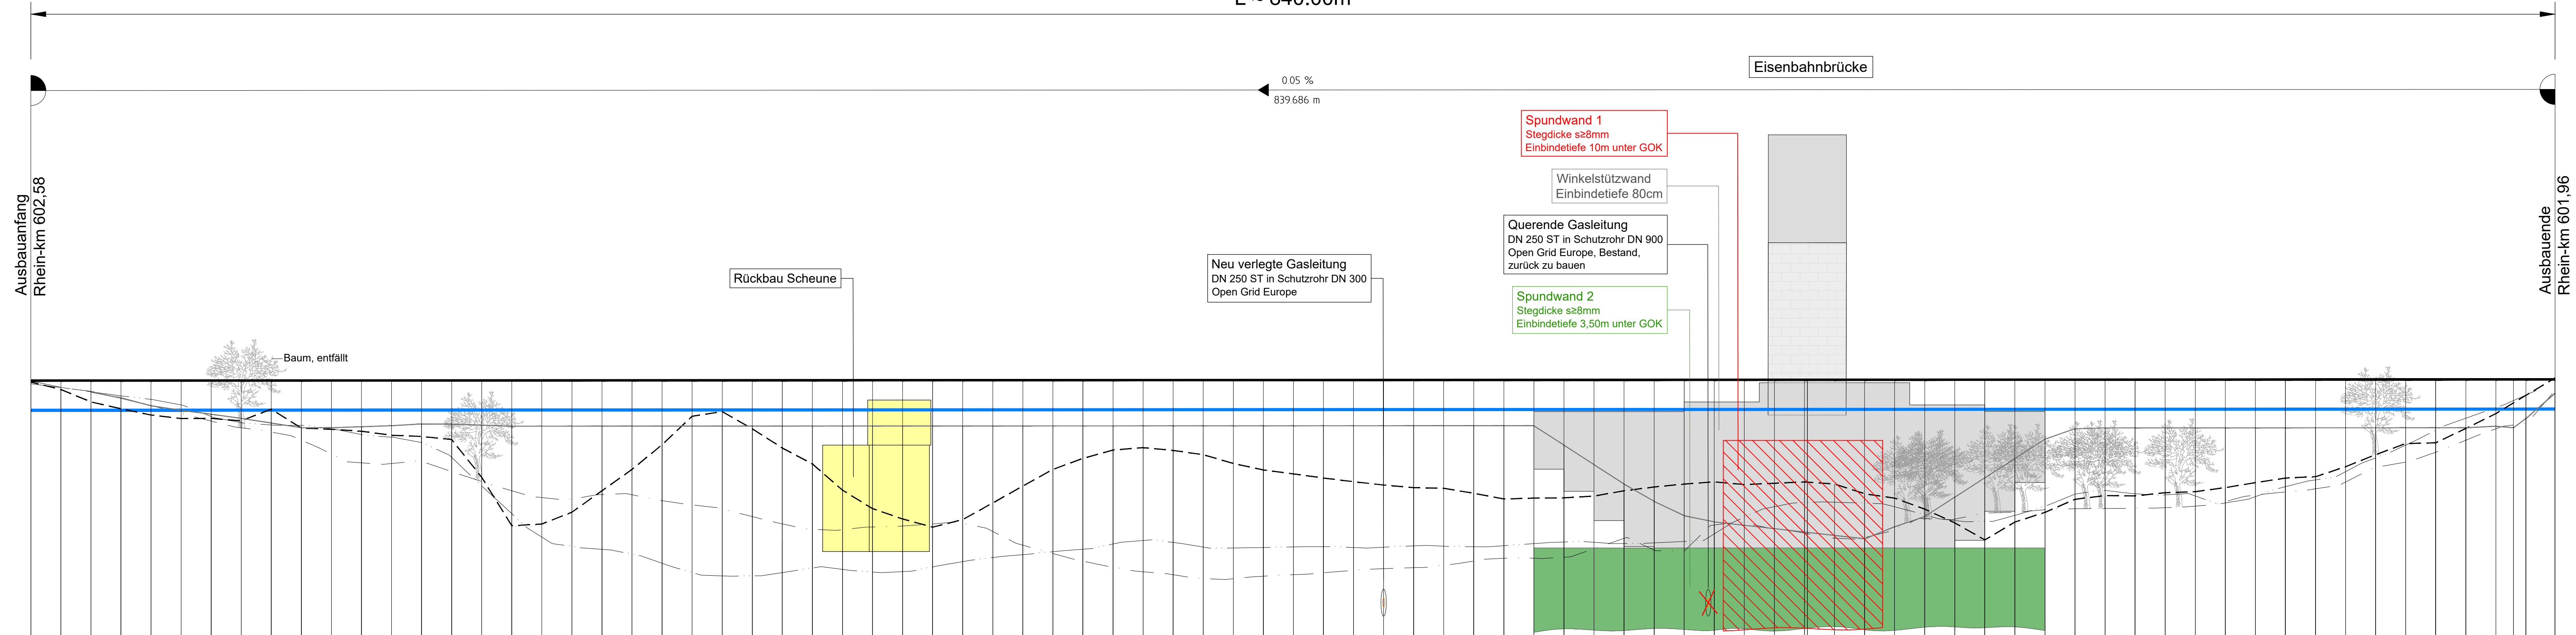 0.05 %
839.686 m
Eisenbahnbrücke
Ausbauanfang
Rhein-km 602,58
Spundwand 1
Stegdicke s≥8mm
Einbindetiefe 10m unter GOK
Winkelstützwand
Einbindetiefe 80cm
Querende Gasleitung
DN 250 ST in Schutzrohr DN 900
Open Grid Europe, Bestand,
zurück zu bauen
Neu verlegte Gasleitung
DN 250 ST in Schutzrohr DN 300
Open Grid Europe
Rückbau Scheune
Spundwand 2
Stegdicke s≥8mm
Einbindetiefe 3,50m unter GOK
Baum, entfällt
Ausbauende
Rhein-km 601,96